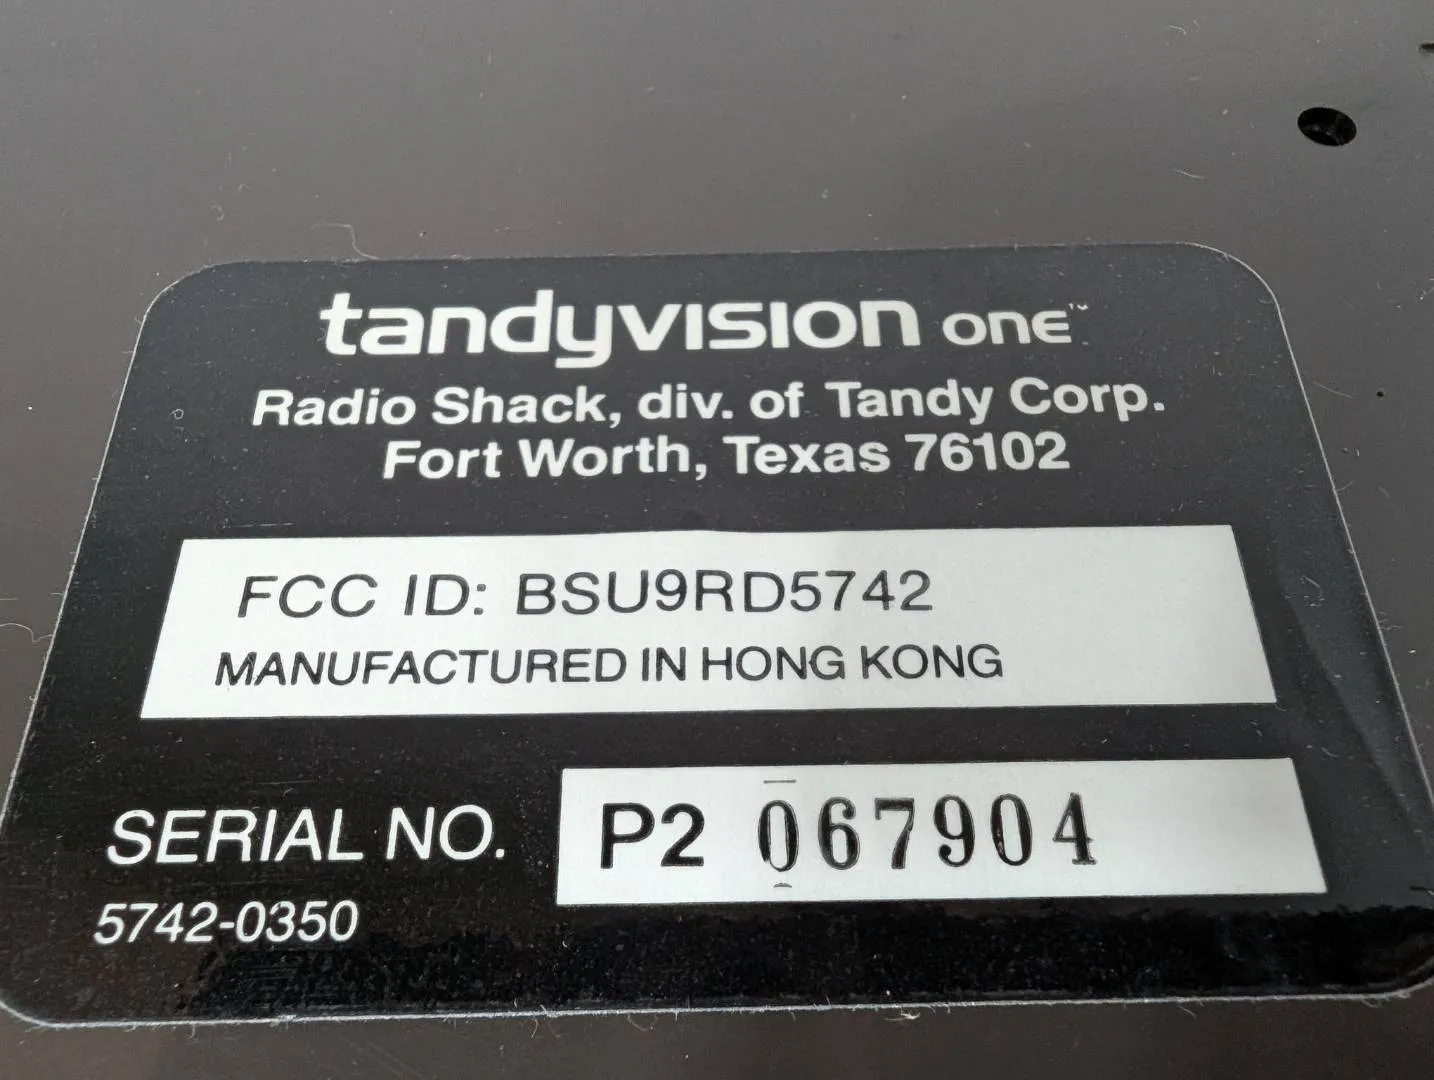 tandyvision one™
Radio Shack, div. of Tandy Corp.
Fort Worth, Texas 76102
FCC ID: BSU9RD5742
MANUFACTURED IN HONG KONG
SERIAL NO. P2 067904
5742-0350